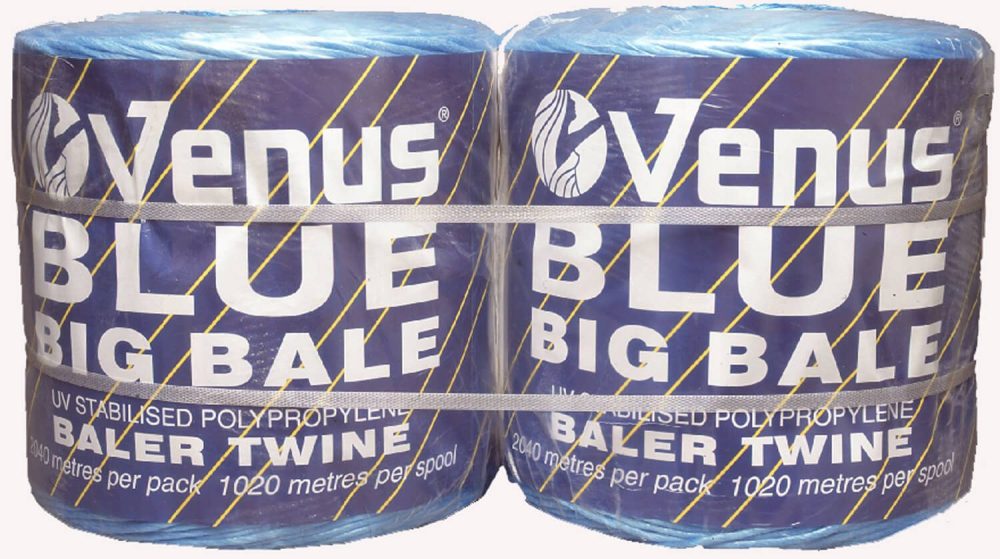 Venus®
BLUE
BIG BALE
UV STABILISED POLYPROPYLENE
BALER TWINE
2040 metres per pack 1020 metres per spool
Venus®
BLUE
BIG BALE
UV STABILISED POLYPROPYLENE
BALER TWINE
2040 metres per pack 1020 metres per spool